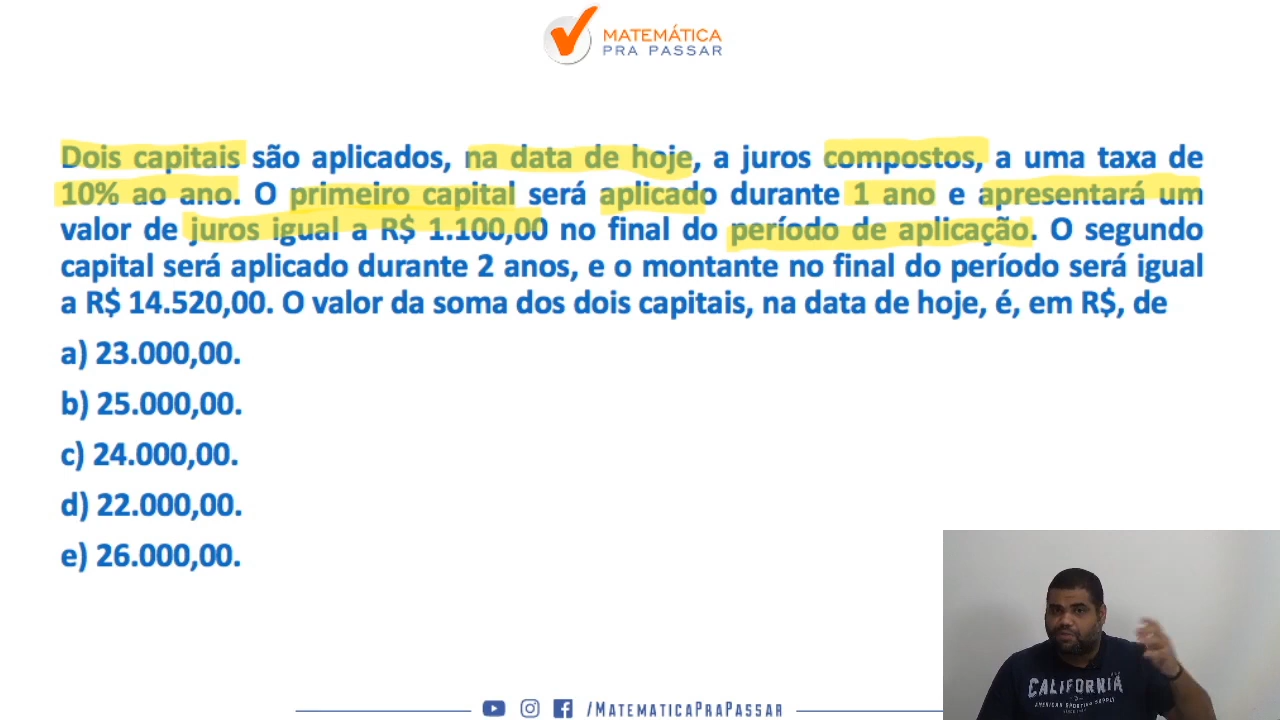 MATEMÁTICA
PRA PASSAR
Dois capitais são aplicados, na data de hoje, a juros compostos, a uma taxa de
10% ao ano. O primeiro capital será aplicado durante 1 ano e apresentará um
valor de juros igual a R$ 1.100,00 no final do período de aplicação. O segundo
capital será aplicado durante 2 anos, e o montante no final do período será igual
a R$ 14.520,00. O valor da soma dos dois capitais, na data de hoje, é, em R$, de
a) 23.000,00.
b) 25.000,00.
c) 24.000,00.
d) 22.000,00.
e) 26.000,00.
CALIFORNIA
AMERICAN SPORTING SUPPLY
/MATEMATICAPRAPASSAR